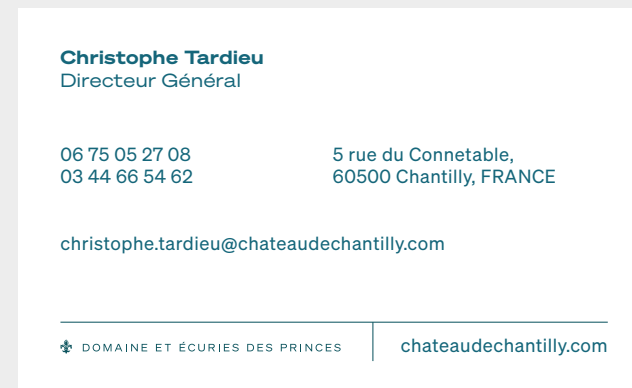 Christophe Tardieu
Directeur Général
06 75 05 27 08
03 44 66 54 62
5 rue du Connetable,
60500 Chantilly, FRANCE
christophe.tardieu@chateaudechantilly.com
DOMAINE ET ÉCURIES DES PRINCES
chateaudechantilly.com